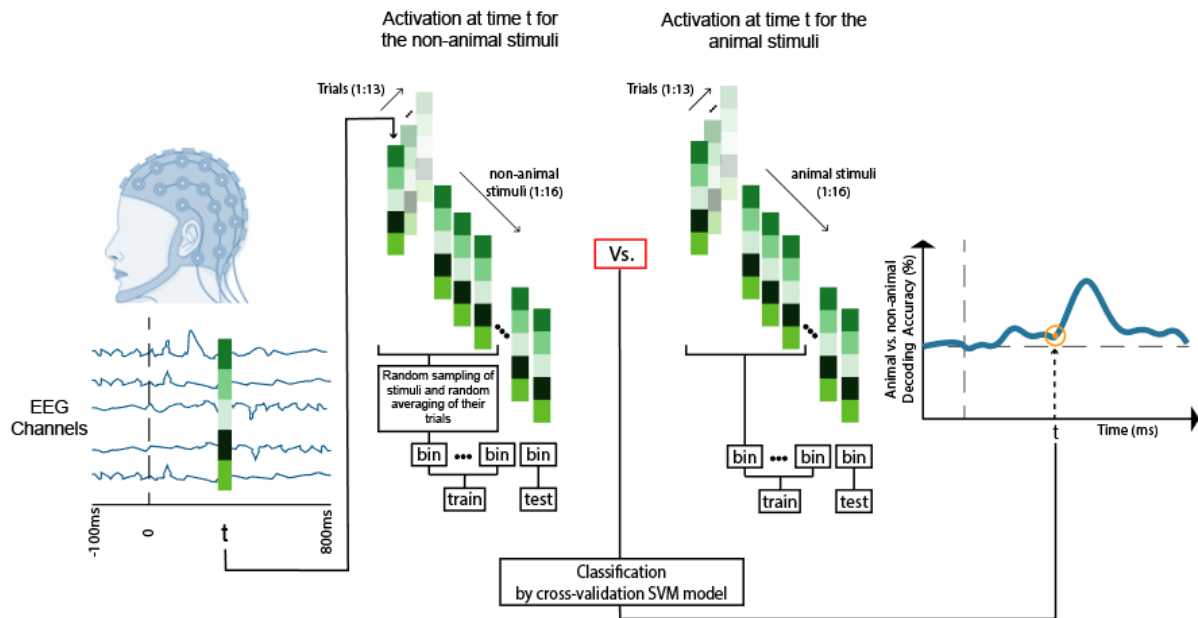 Activation at time t for
the non-animal stimuli
Activation at time t for the
animal stimuli
Trials (1:13)
non-animal
stimuli (1:16)
Trials (1:13)
animal stimuli
(1:16)
Vs.
Animal vs. non-animal
Decoding Accuracy (%)
t
Time (ms)
EEG
Channels
-100ms
0
t
800ms
Random sampling of
stimuli and random
averaging of their
trials
bin ••• bin bin
train test
bin ••• bin bin
train test
Classification
by cross-validation SVM model